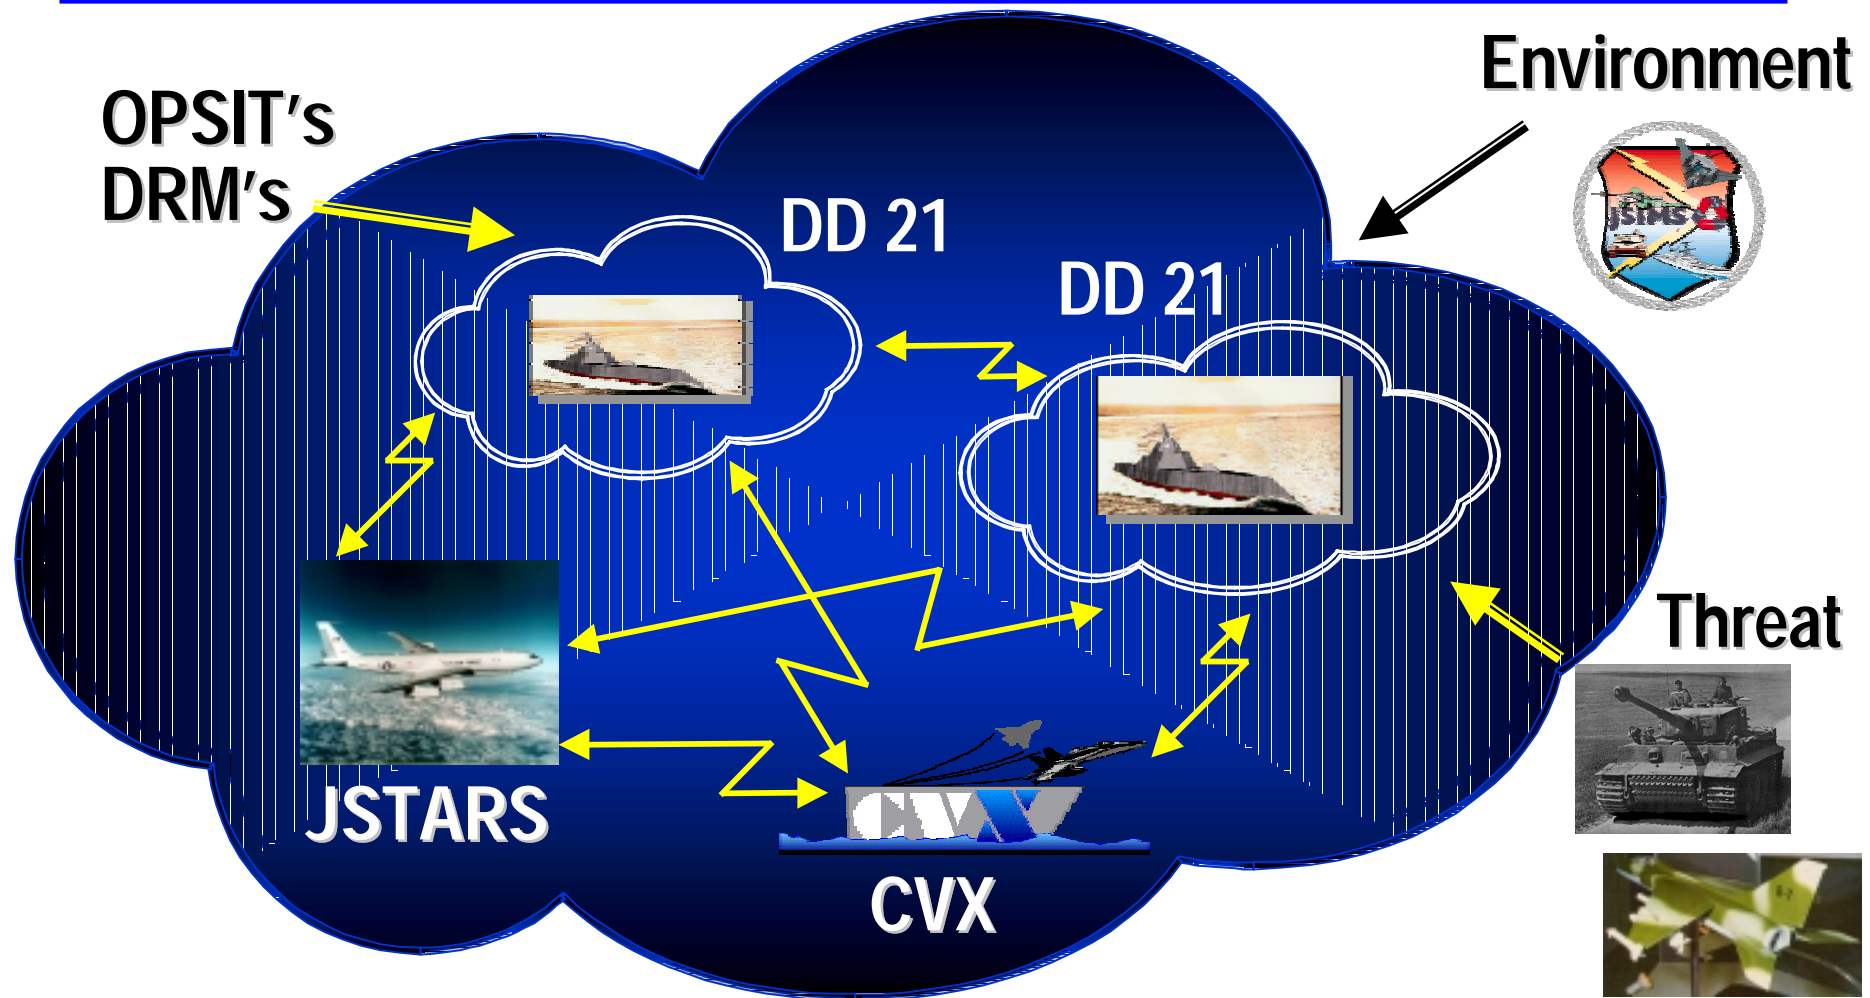 Environment
OPSIT's
DRM's
DD 21
DD 21
JSIMS
Threat
JSTARS
CVX
CVX